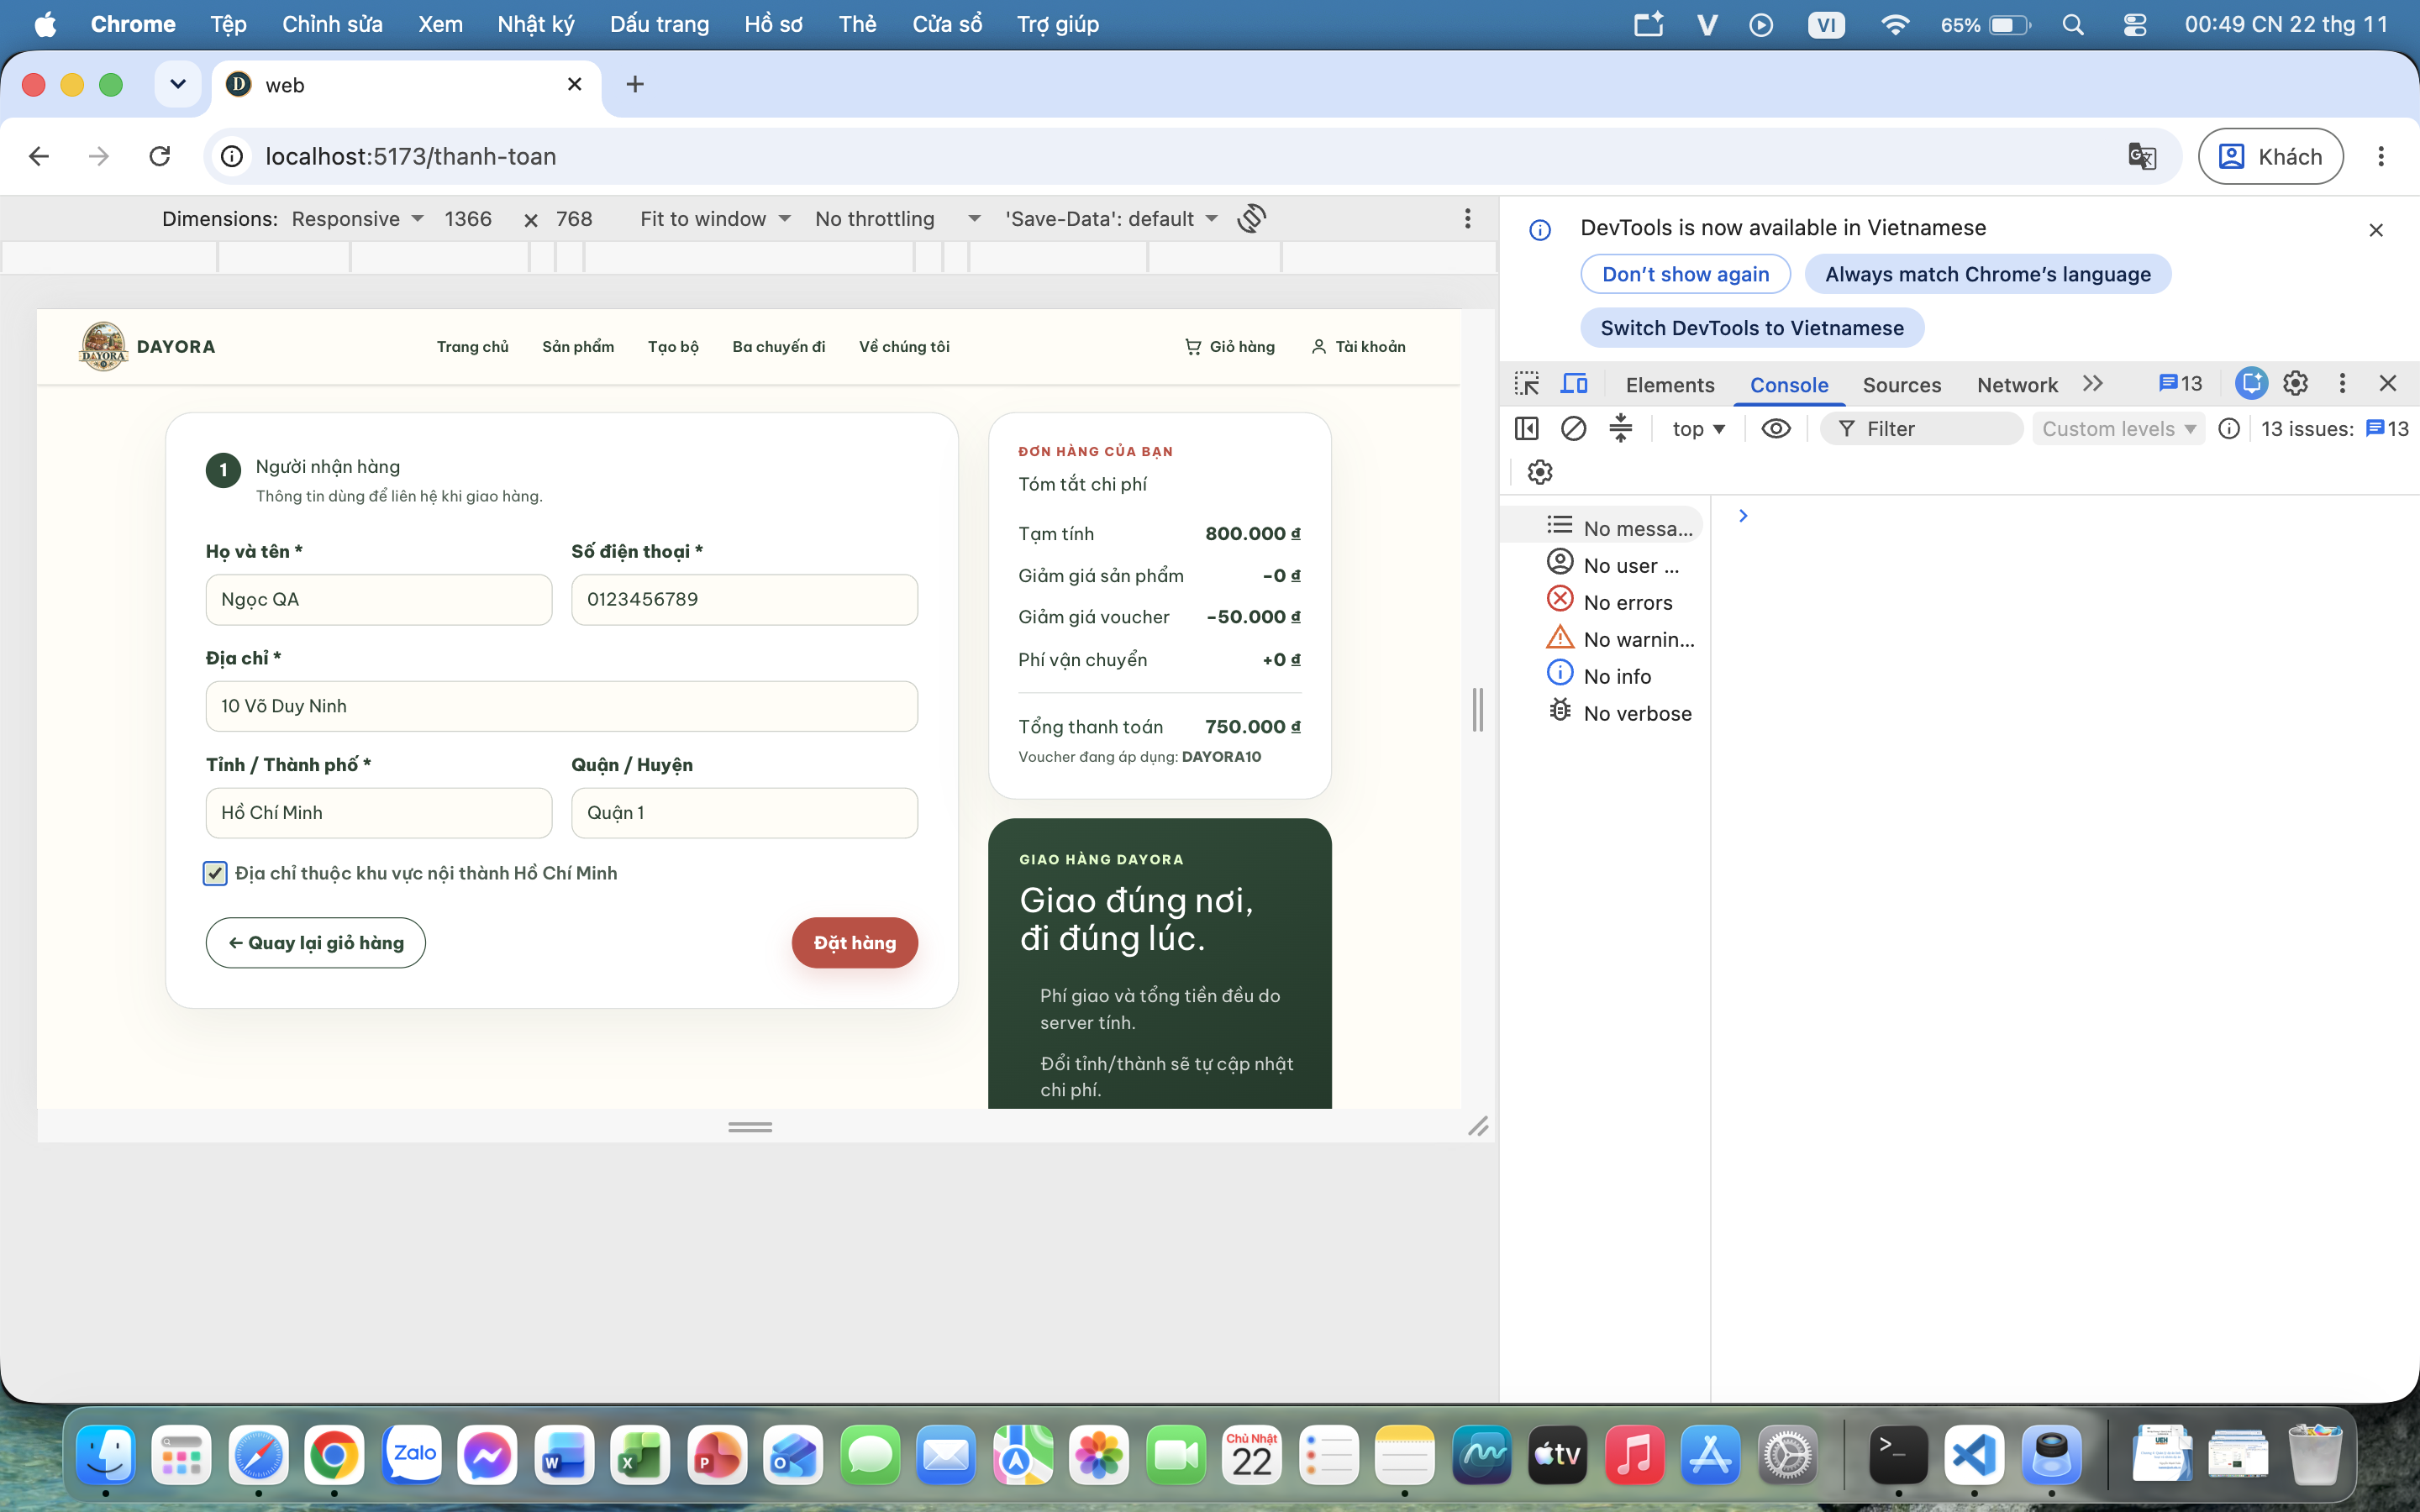 Chrome Tệp Chỉnh sửa Xem Nhật ký Dấu trang Hồ sơ Thẻ Cửa sổ Trợ giúp
VI 65% 00:49 CN 22 thg 11
D web
localhost:5173/thanh-toan
Khách
Dimensions: Responsive 1366 × 768 Fit to window No throttling 'Save-Data': default
DAYORA
DAYORA
Trang chủ Sản phẩm Tạo bộ Ba chuyến đi Về chúng tôi Giỏ hàng Tài khoản
1 Người nhận hàng
Thông tin dùng để liên hệ khi giao hàng.
Họ và tên * Số điện thoại *
Ngọc QA 0123456789
Địa chỉ *
10 Võ Duy Ninh
Tỉnh / Thành phố * Quận / Huyện
Hồ Chí Minh Quận 1
Địa chỉ thuộc khu vực nội thành Hồ Chí Minh
← Quay lại giỏ hàng Đặt hàng
ĐƠN HÀNG CỦA BẠN
Tóm tắt chi phí
Tạm tính 800.000 ₫
Giảm giá sản phẩm −0 ₫
Giảm giá voucher −50.000 ₫
Phí vận chuyển +0 ₫
Tổng thanh toán 750.000 ₫
Voucher đang áp dụng: DAYORA10
GIAO HÀNG DAYORA
Giao đúng nơi,
đi đúng lúc.
Phí giao và tổng tiền đều do
server tính.
Đổi tỉnh/thành sẽ tự cập nhật
chi phí.
DevTools is now available in Vietnamese
Don't show again Always match Chrome's language
Switch DevTools to Vietnamese
Elements Console Sources Network 13
top Filter Custom levels 13 issues: 13
No messa...
No user ...
No errors
No warnin...
No info
No verbose
Zalo W X P O Chủ Nhật 22 tv